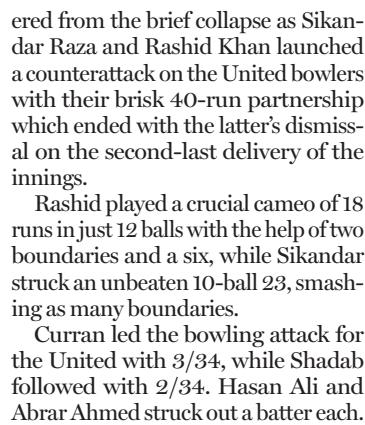 ered from the brief collapse as Sikan-
dar Raza and Rashid Khan launched
a counterattack on the United bowlers
with their brisk 40-run partnership
which ended with the latter's dismiss-
al on the second-last delivery of the
innings.
Rashid played a crucial cameo of 18
runs in just 12 balls with the help of two
boundaries and a six, while Sikandar
struck an unbeaten 10-ball 23, smash-
ing as many boundaries.
Curran led the bowling attack for
the United with 3/34, while Shadab
followed with 2/34. Hasan Ali and
Abrar Ahmed struck out a batter each.